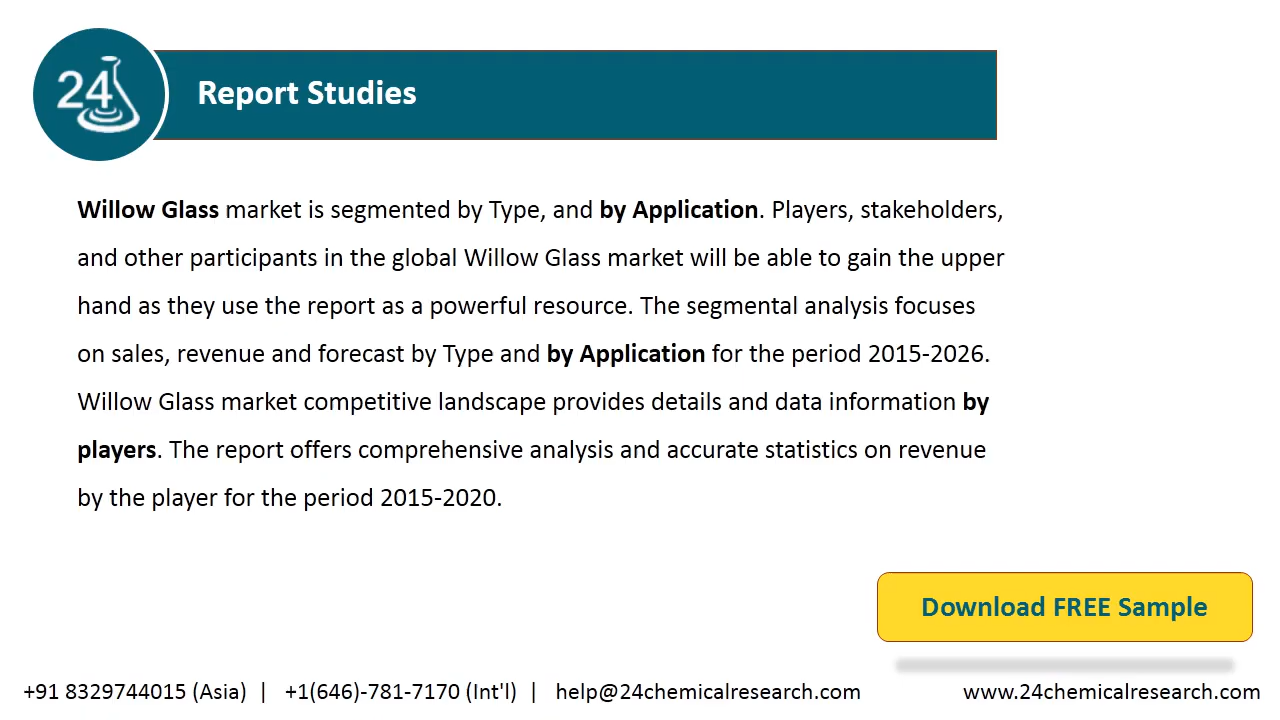 24
Report Studies
Willow Glass market is segmented by Type, and by Application. Players, stakeholders,
and other participants in the global Willow Glass market will be able to gain the upper
hand as they use the report as a powerful resource. The segmental analysis focuses
on sales, revenue and forecast by Type and by Application for the period 2015-2026.
Willow Glass market competitive landscape provides details and data information by
players. The report offers comprehensive analysis and accurate statistics on revenue
by the player for the period 2015-2020.
Download FREE Sample
+91 8329744015 (Asia) | +1(646)-781-7170 (Int'l) | help@24chemicalresearch.com www.24chemicalresearch.com